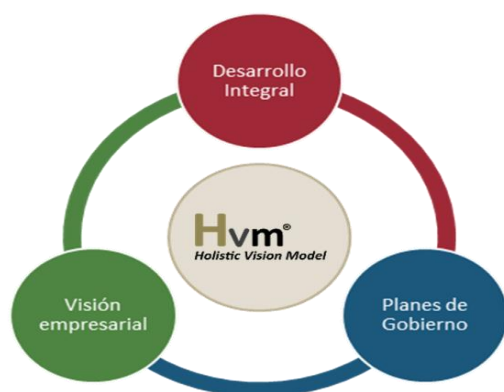 Desarrollo
Integral
Hvm®
Holistic Vision Model
Visión
empresarial
Planes de
Gobierno